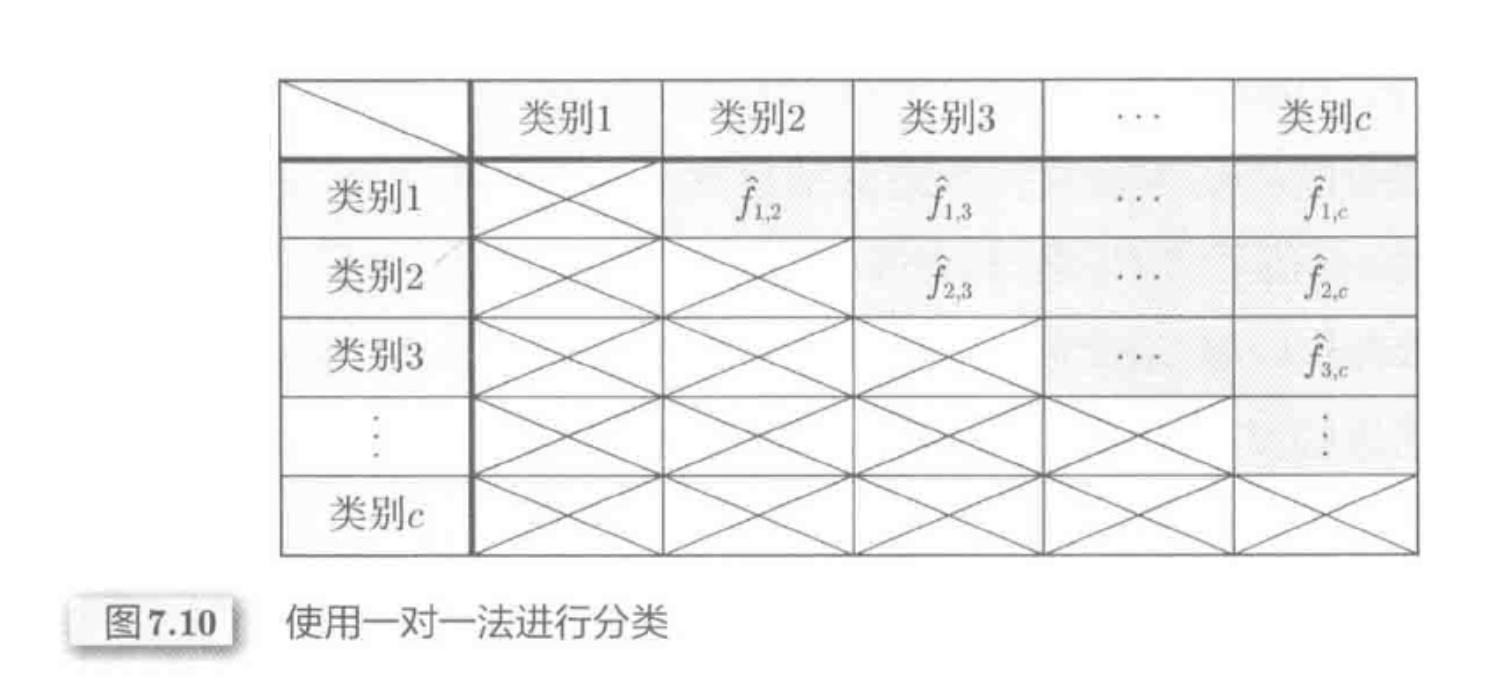 类别1 类别2 类别3 ··· 类别c
类别1 f̂1,2 f̂1,3 ··· f̂1,c
类别2 f̂2,3 ··· f̂2,c
类别3 ··· f̂3,c
⋮ ⋮
类别c
图7.10 使用一对一法进行分类